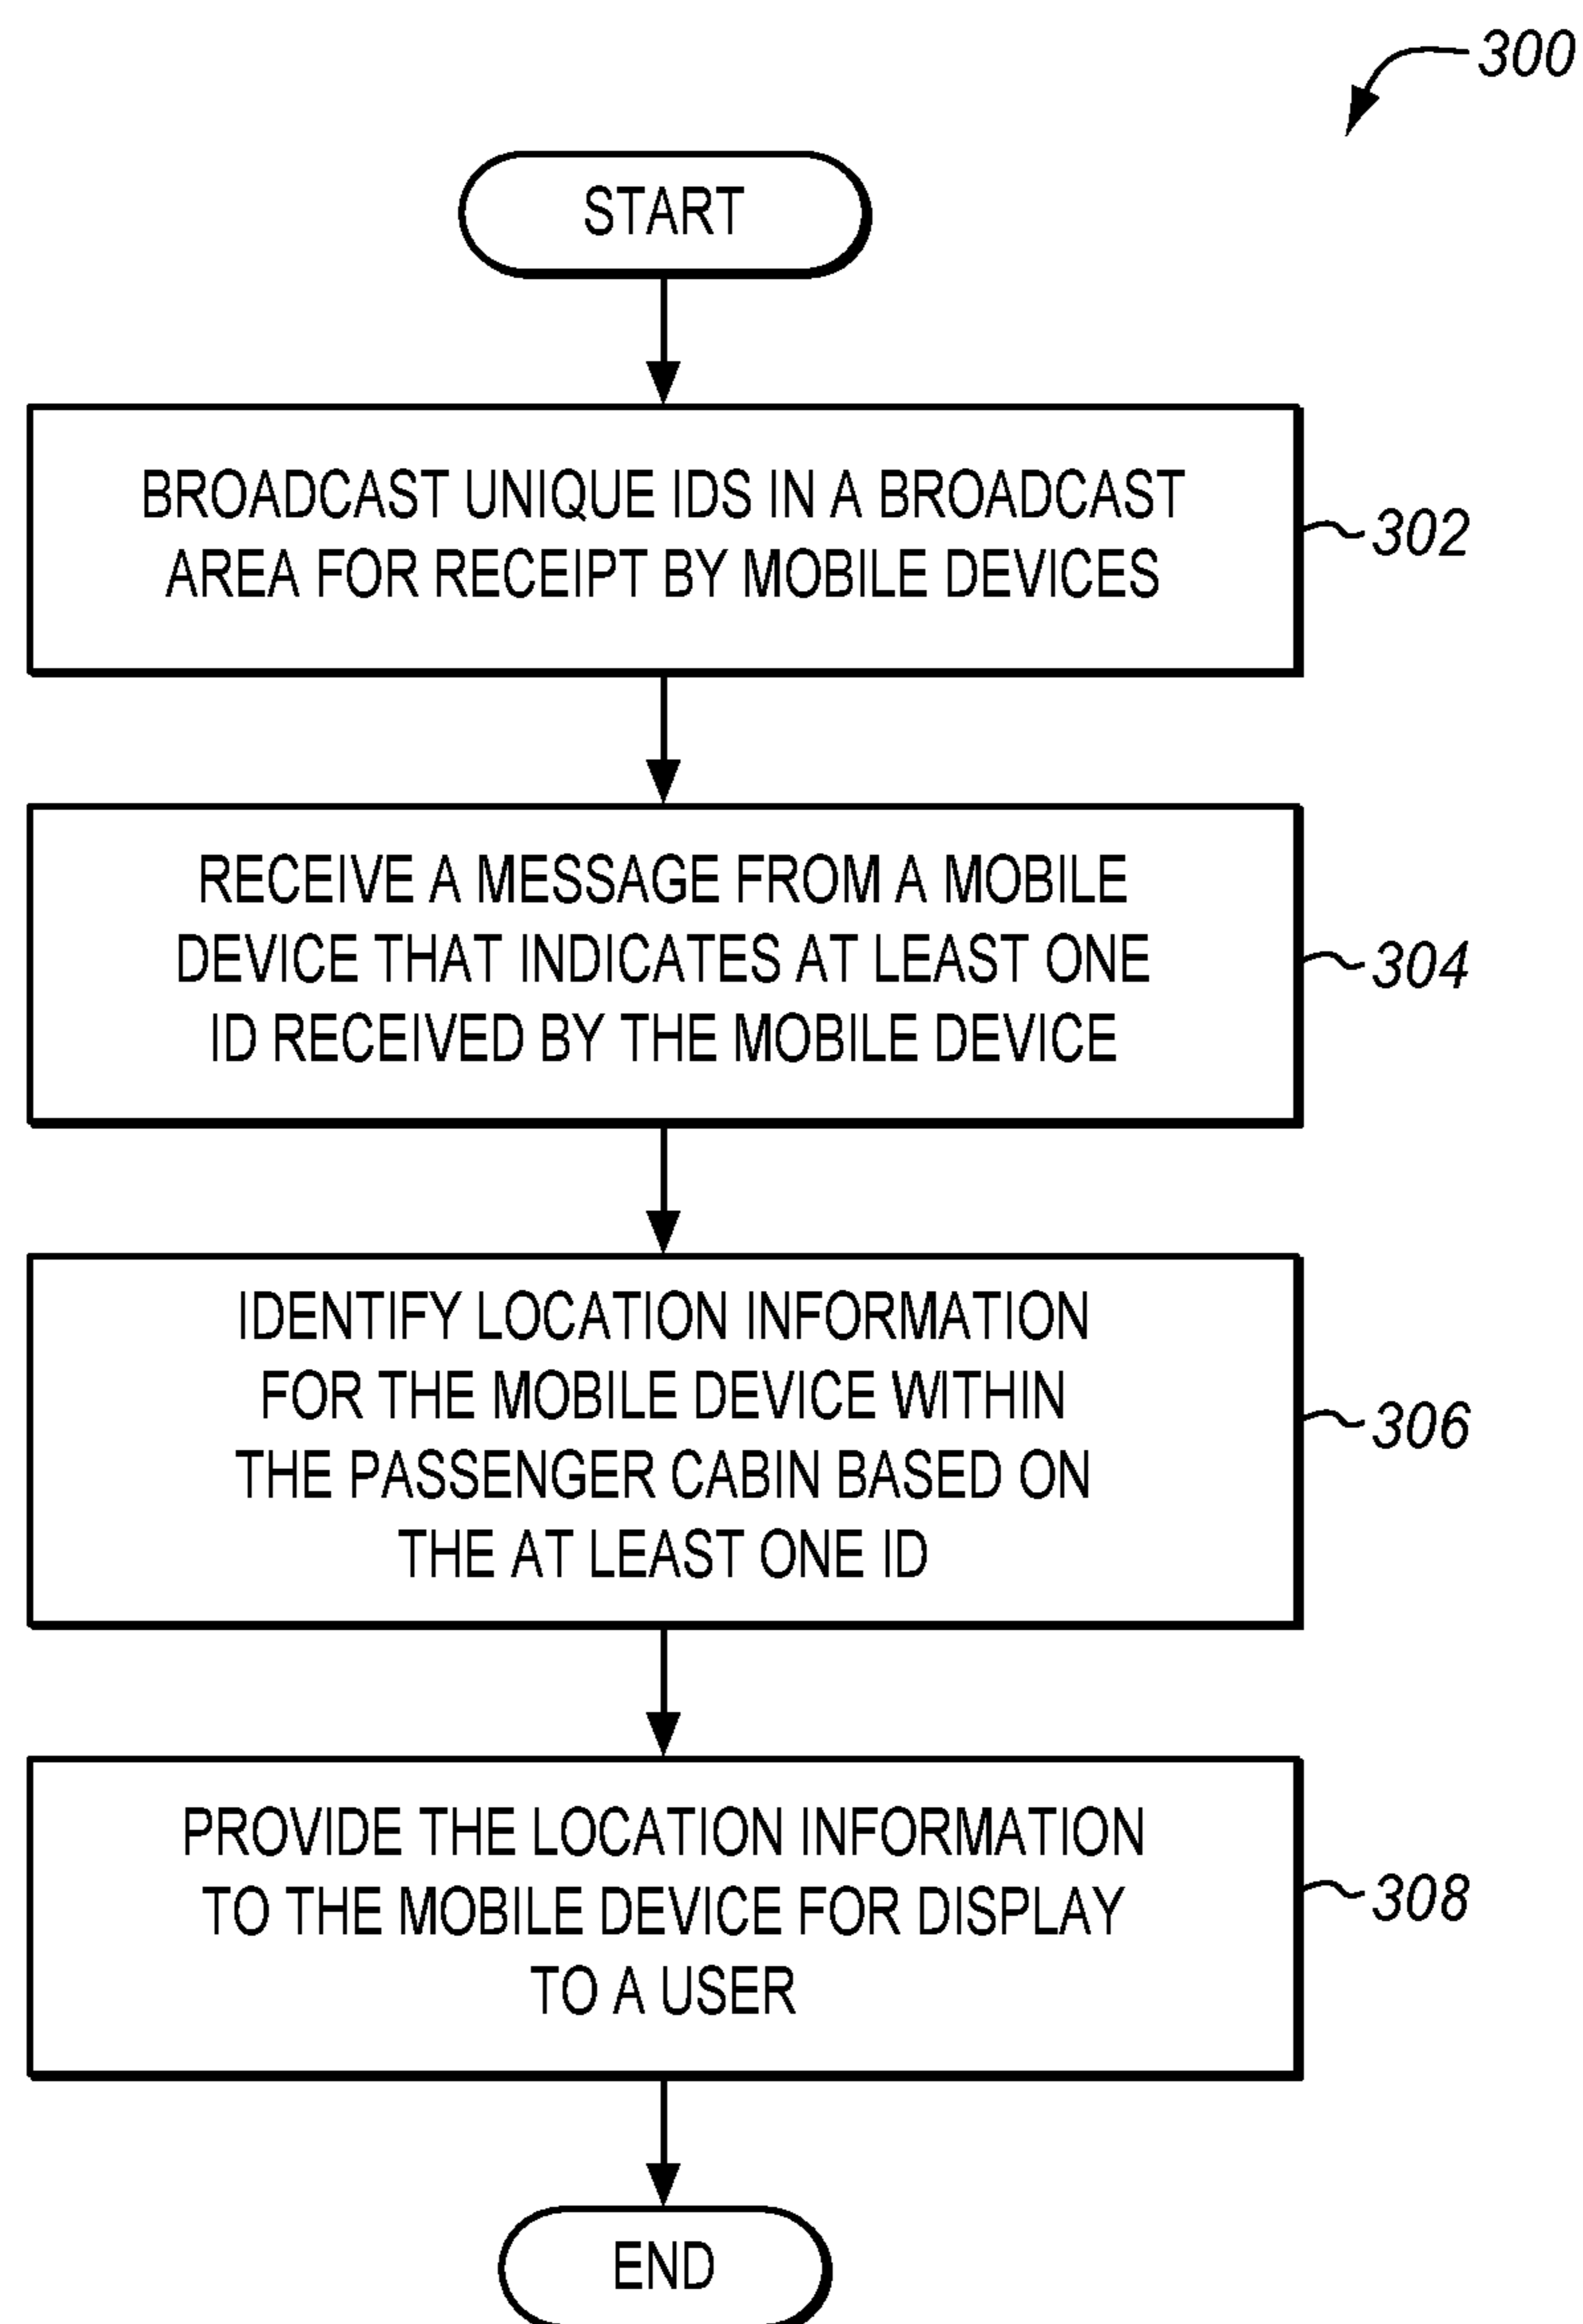 300
START
BROADCAST UNIQUE IDS IN A BROADCAST
AREA FOR RECEIPT BY MOBILE DEVICES
302
RECEIVE A MESSAGE FROM A MOBILE
DEVICE THAT INDICATES AT LEAST ONE
ID RECEIVED BY THE MOBILE DEVICE
304
IDENTIFY LOCATION INFORMATION
FOR THE MOBILE DEVICE WITHIN
THE PASSENGER CABIN BASED ON
THE AT LEAST ONE ID
306
PROVIDE THE LOCATION INFORMATION
TO THE MOBILE DEVICE FOR DISPLAY
TO A USER
308
END